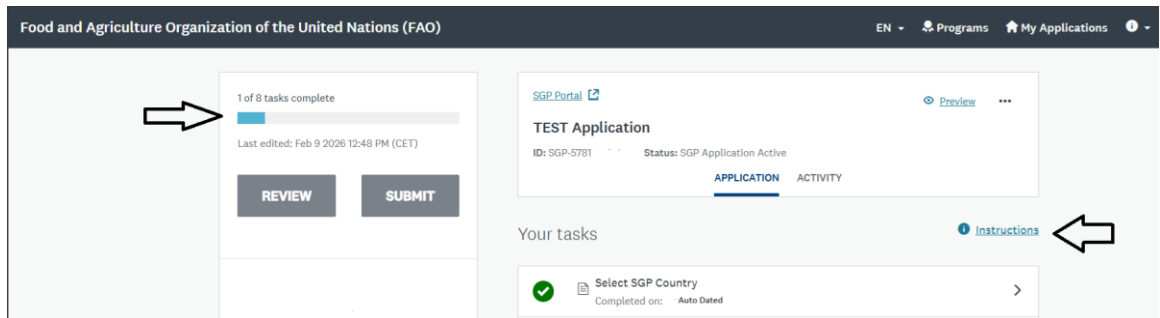 Food and Agriculture Organization of the United Nations (FAO)
EN
Programs
My Applications
1 of 8 tasks complete
Last edited: Feb 9 2026 12:48 PM (CET)
REVIEW
SUBMIT
SGP Portal
Preview
TEST Application
ID: SGP-5781
Status: SGP Application Active
APPLICATION
ACTIVITY
Your tasks
Instructions
Select SGP Country
Completed on: Auto Dated